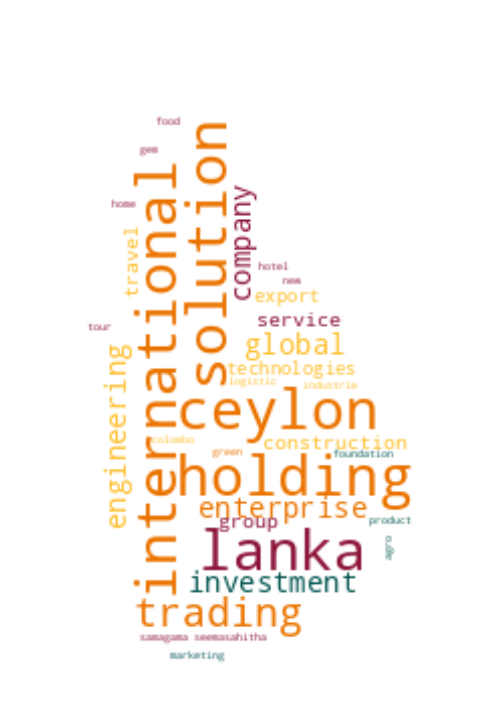 food
gem
solution
international
home
company
travel
hotel
new
export
service
tour
global
technologies
logistic industrie
engineering
ceylon
colombo
construction
green
foundation
holding
enterprise
group
product
agro
lanka
investment
trading
samagama seemasahitha
marketing